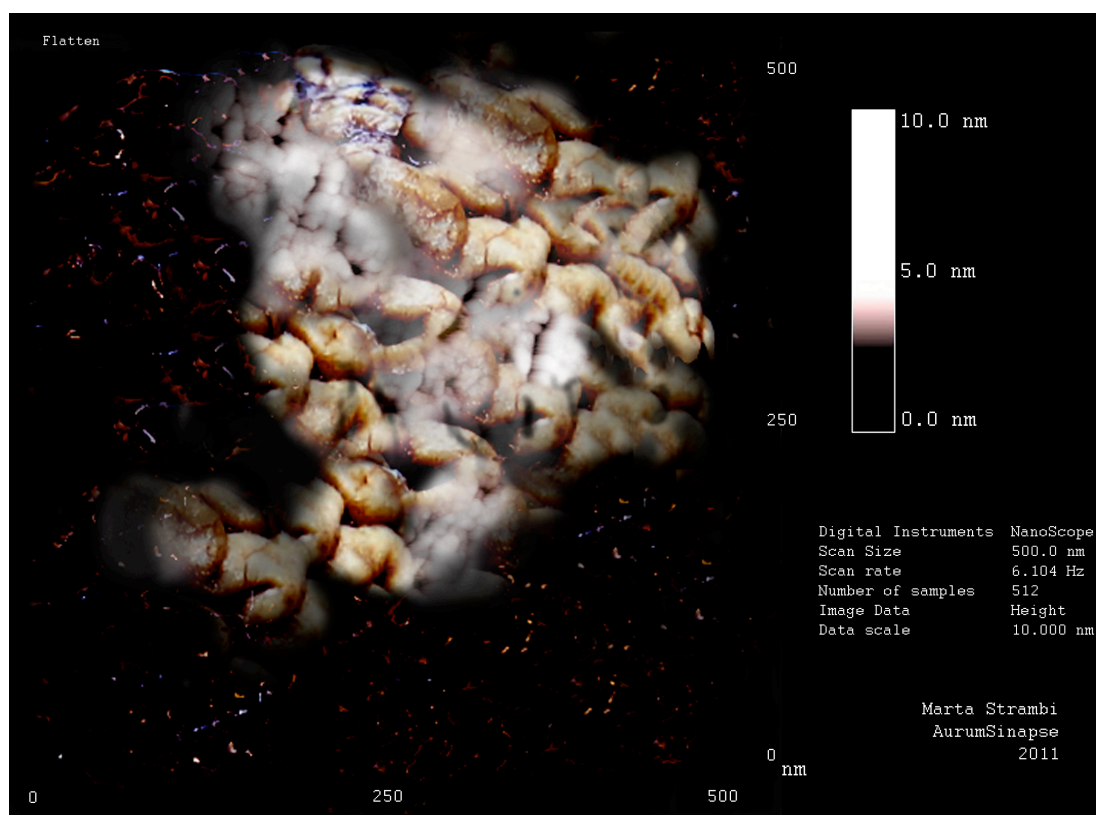 Flatten
500
10.0 nm
5.0 nm
250
0.0 nm
Digital Instruments NanoScope
Scan Size 500.0 nm
Scan rate 6.104 Hz
Number of samples 512
Image Data Height
Data scale 10.000 nm
Marta Strambi
AurumSinapse
2011
0 nm
0 250 500